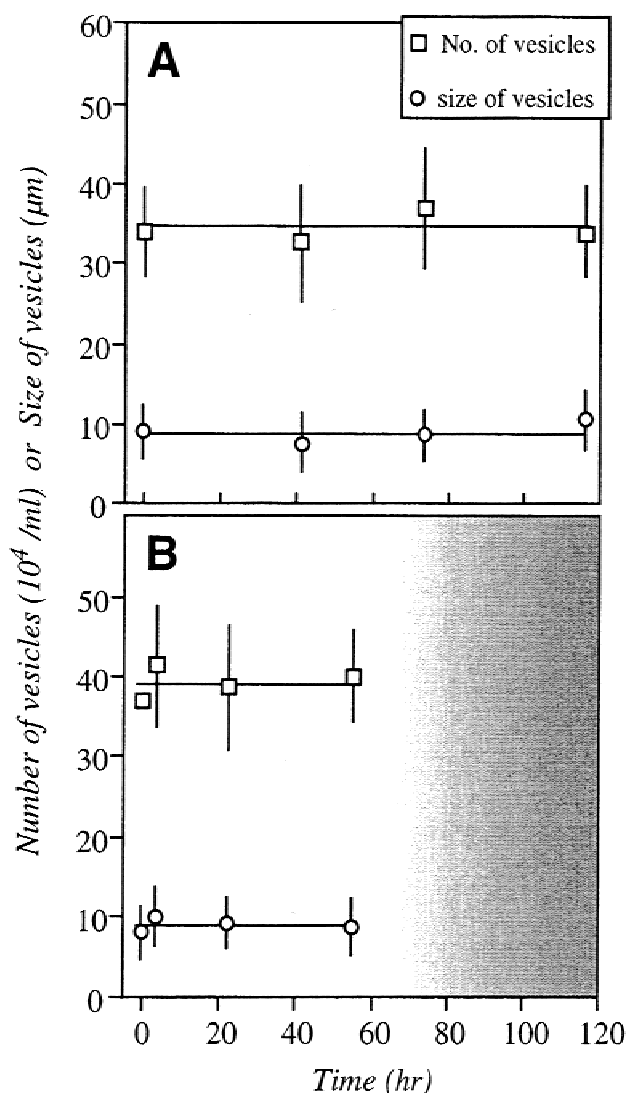 60
A
No. of vesicles
size of vesicles
50
40
30
20
10
0
B
50
40
30
20
10
0
0 20 40 60 80 100 120
Time (hr)
Number of vesicles (10⁴ /ml) or Size of vesicles (μm)